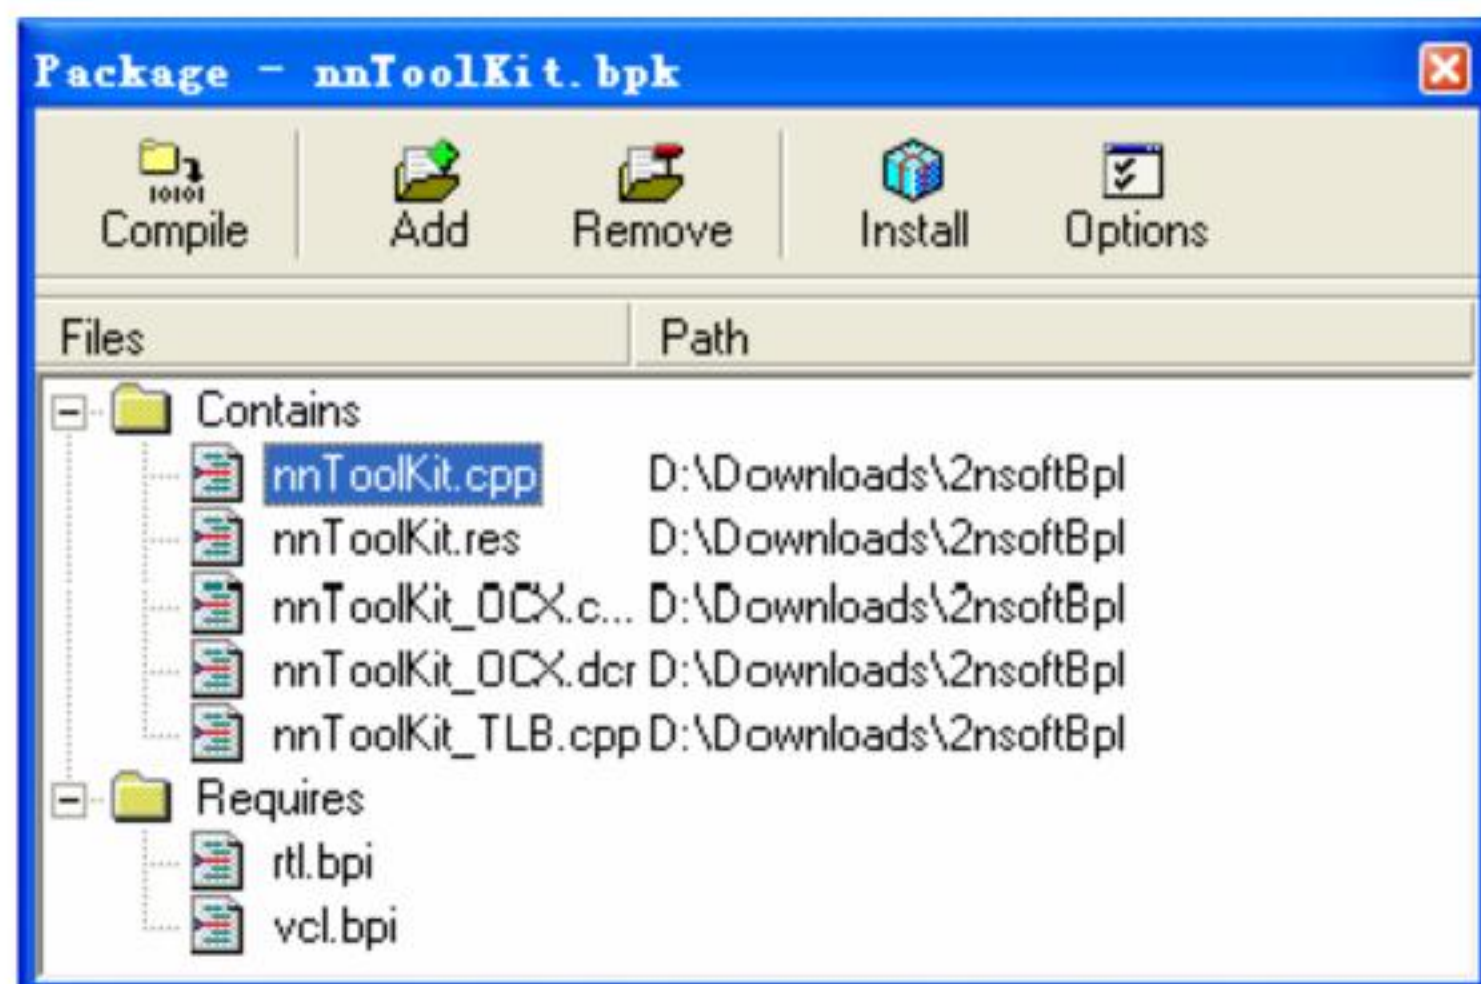 Package - nnToolKit.bpk
10101
Compile Add Remove Install Options
Files Path
Contains
nnToolKit.cpp D:\Downloads\2nsoftBpl
nnToolKit.res D:\Downloads\2nsoftBpl
nnToolKit_OCX.c... D:\Downloads\2nsoftBpl
nnToolKit_OCX.dcr D:\Downloads\2nsoftBpl
nnToolKit_TLB.cpp D:\Downloads\2nsoftBpl
Requires
rtl.bpi
vcl.bpi